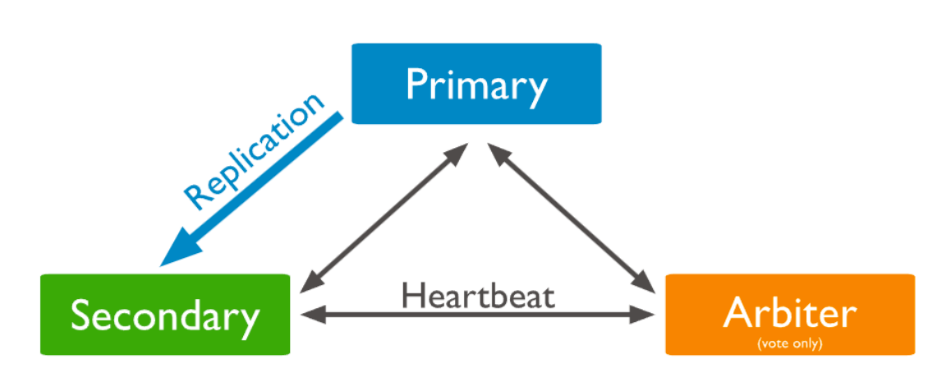 Primary
Replication
Heartbeat
Secondary
Arbiter
(vote only)